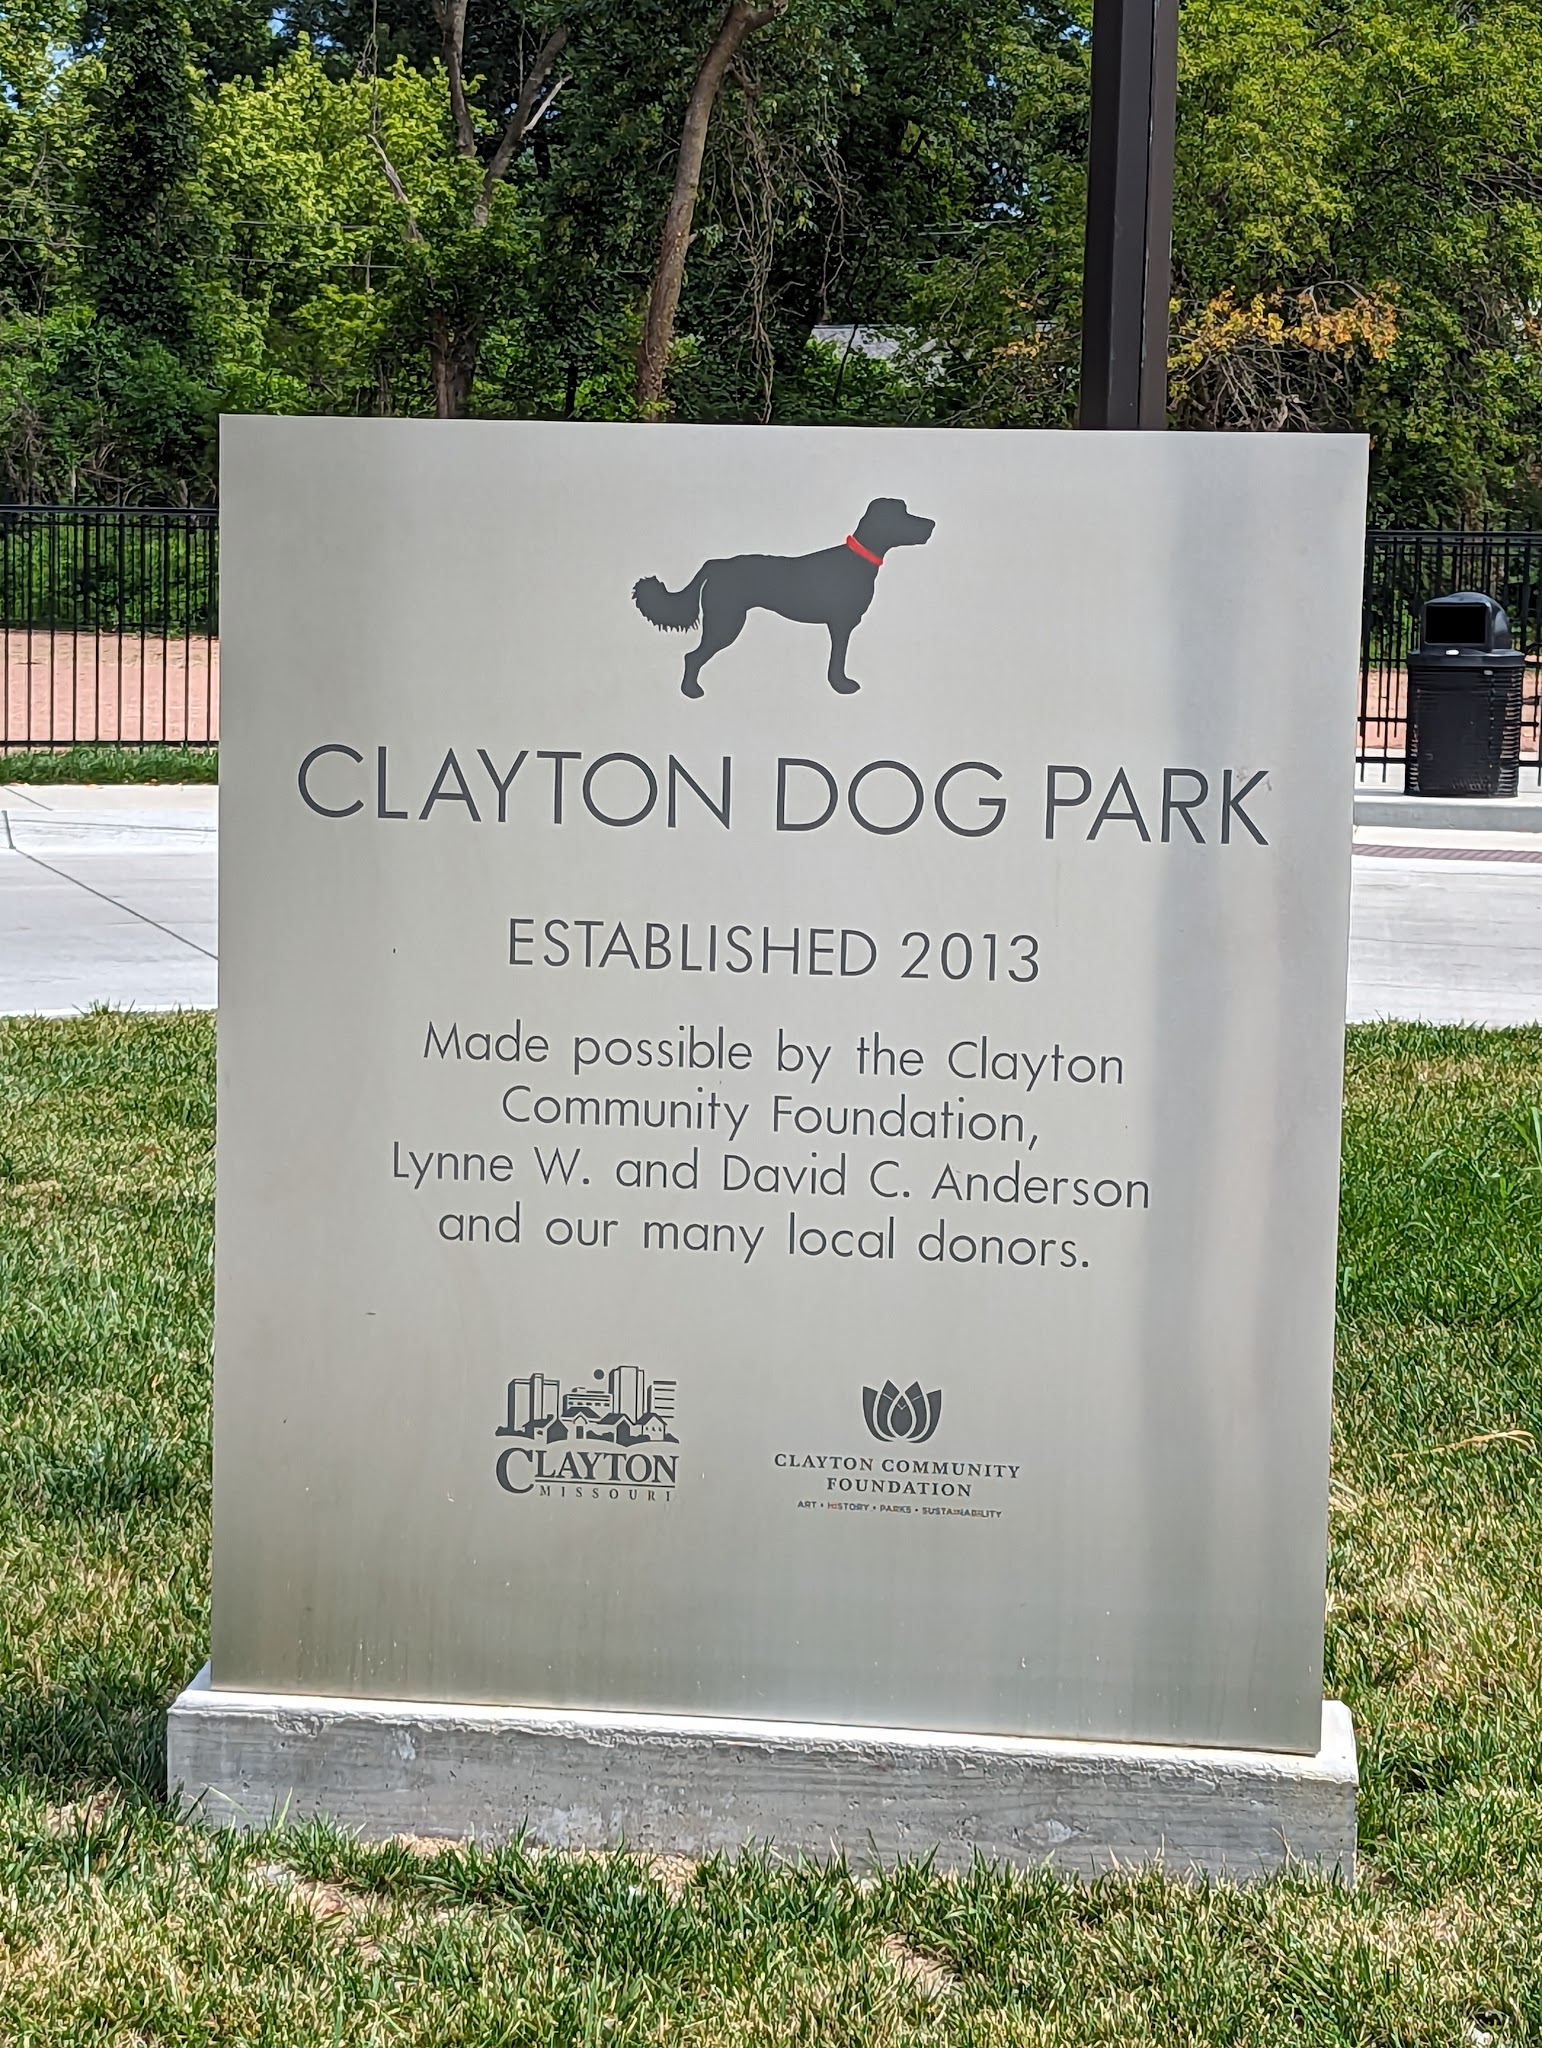 CLAYTON DOG PARK
ESTABLISHED 2013
Made possible by the Clayton
Community Foundation,
Lynne W. and David C. Anderson
and our many local donors.
CLAYTON
MISSOURI
CLAYTON COMMUNITY
FOUNDATION
ART • HISTORY • PARKS • SUSTAINABILITY